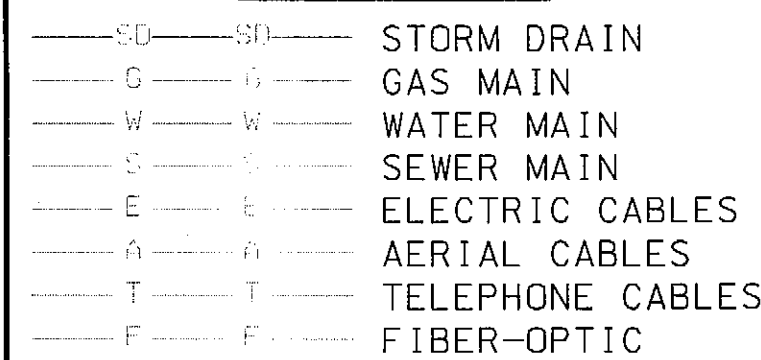 SD SD STORM DRAIN
G G GAS MAIN
W W WATER MAIN
S S SEWER MAIN
E E ELECTRIC CABLES
A A AERIAL CABLES
T T TELEPHONE CABLES
F F FIBER-OPTIC